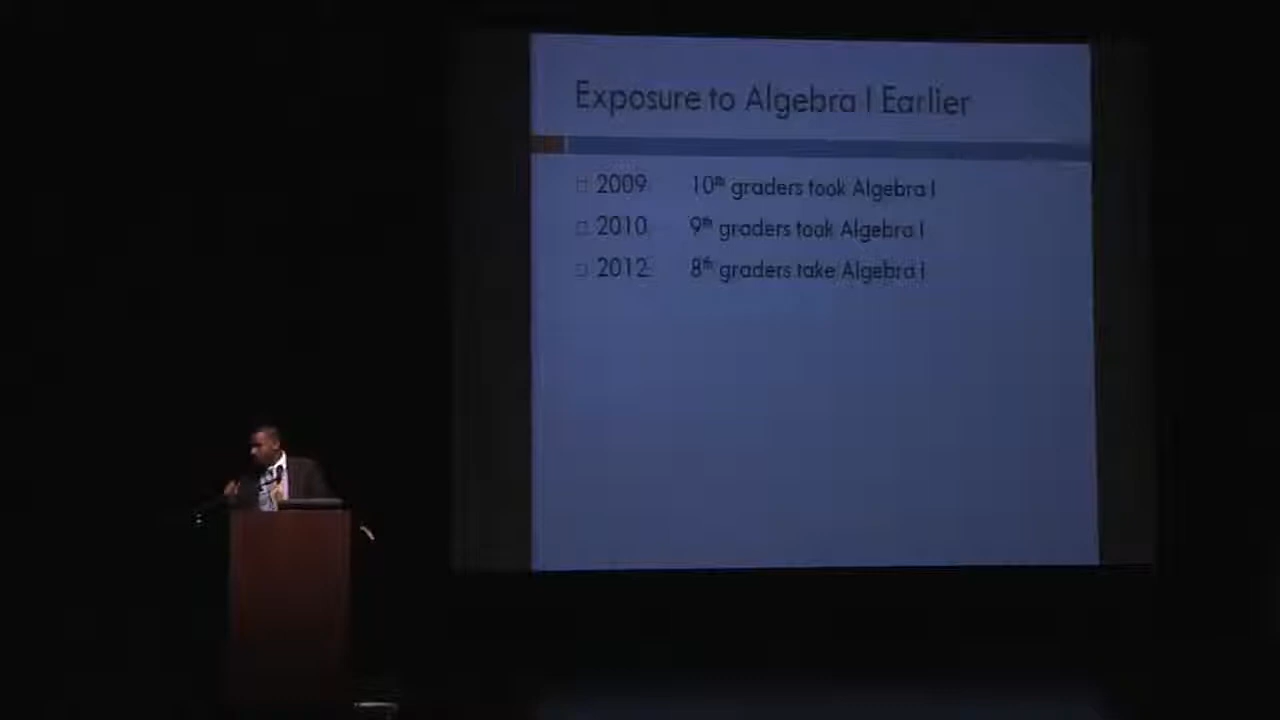 Exposure to Algebra I Earlier
2009 10th graders took Algebra I
2010 9th graders took Algebra I
2012 8th graders take Algebra I